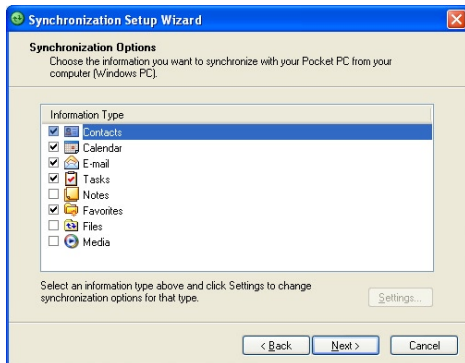 Synchronization Setup Wizard
Synchronization Options
Choose the information you want to synchronize with your Pocket PC from your
computer (Windows PC).
Information Type
Contacts
Calendar
E-mail
Tasks
Notes
Favorites
Files
Media
Select an information type above and click Settings to change
synchronization options for that type.
Settings...
< Back
Next >
Cancel